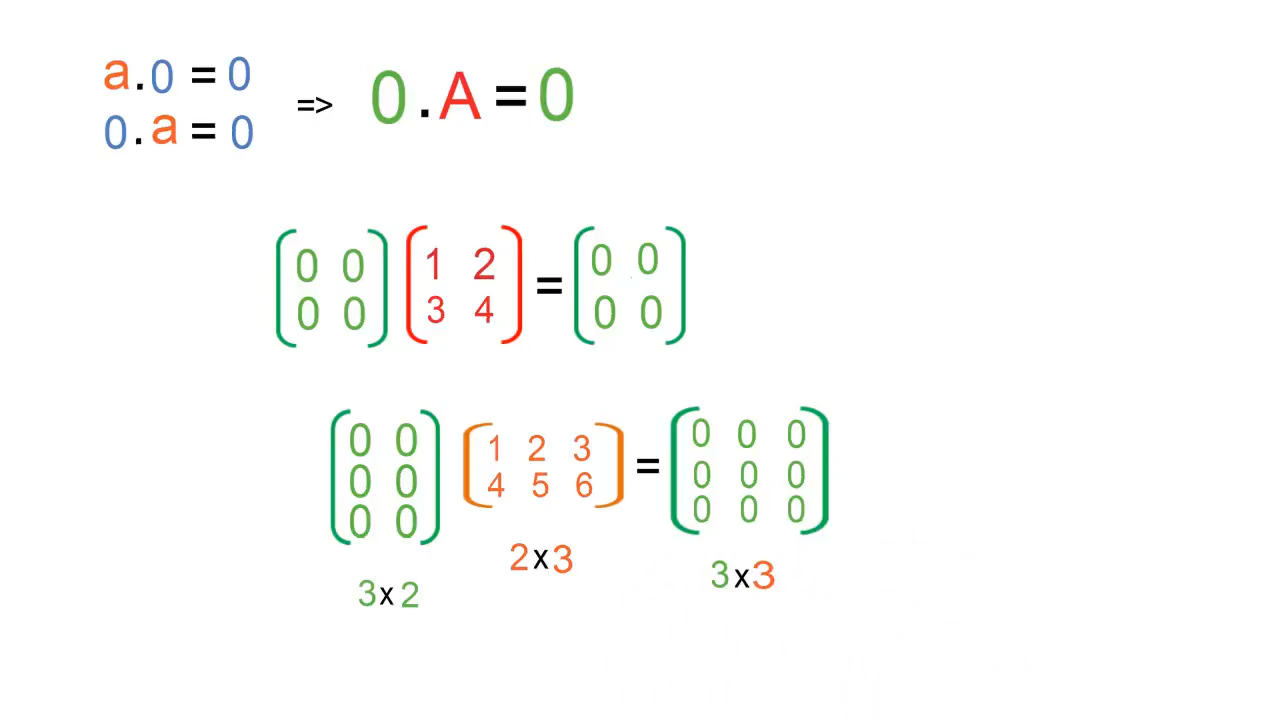 a.0=0
0.a=0
=> 0.A=0
0 0 1 2 = 0 0
0 0 3 4 0 0
0 0 1 2 3 = 0 0 0
0 0 4 5 6 0 0 0
0 0 0 0 0
2x3
3x2 3x3